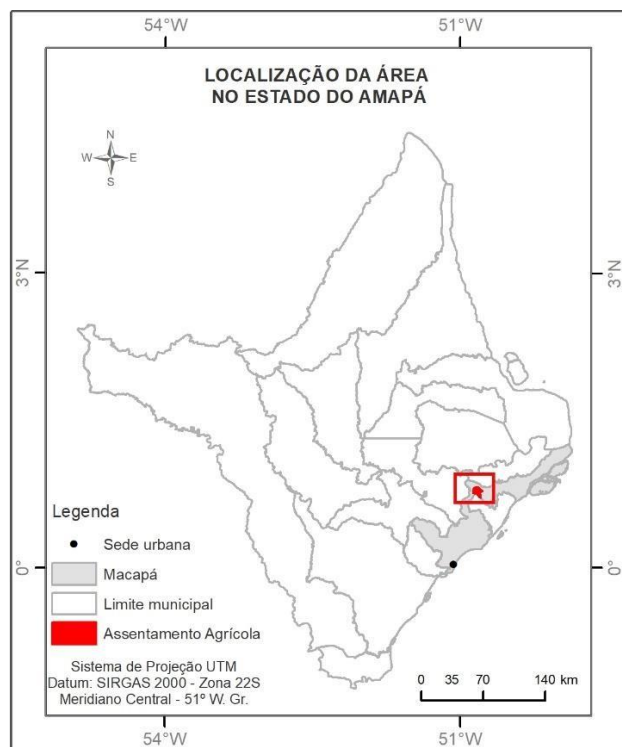 54°W
51°W
LOCALIZAÇÃO DA ÁREA
NO ESTADO DO AMAPÁ
N
W
E
S
3°N
3°N
Legenda
Sede urbana
Macapá
Limite municipal
Assentamento Agrícola
0°
0°
Sistema de Projeção UTM
Datum: SIRGAS 2000 - Zona 22S
Meridiano Central - 51º W. Gr.
0 35 70 140 km
54°W
51°W